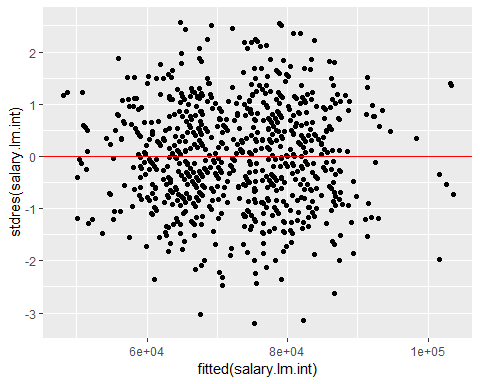 2
1
0
-1
-2
-3
stdres(salary.lm.int)
6e+04 8e+04 1e+05
fitted(salary.lm.int)